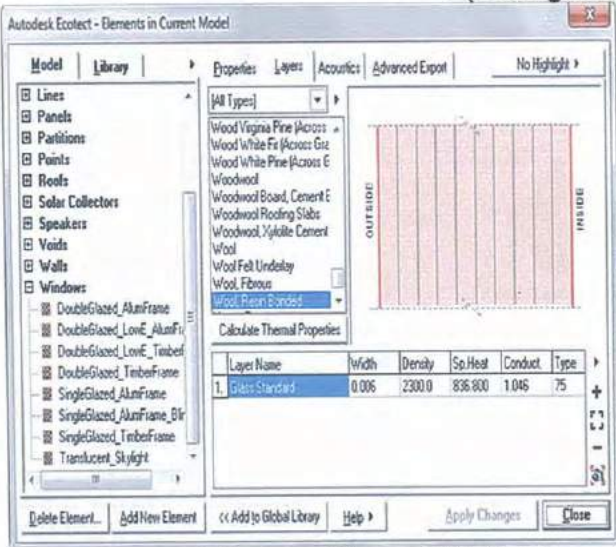 Autodesk Ecotect - Elements in Current Model
Model
Library
Properties
Layers
Acoustics
Advanced Export
No Highlight
Lines
Panels
Partitions
Points
Roofs
Solar Collectors
Speakers
Voids
Walls
Windows
DoubleGlazed_AlumFrame
DoubleGlazed_LowE_AlumFr
DoubleGlazed_LowE_Timberf
DoubleGlazed_TimberFrame
SingleGlazed_AlumFrame
SingleGlazed_AlumFrame_Blir
SingleGlazed_TimberFrame
Translucent_Skylight
[All Types]
Wood Virginia Pine (Across
Wood White Fir (Across Gra
Wood White Pine (Across G
Woodwool
Woodwool Board, Cement E
Woodwool Roofing Slabs
Woodwool, Xylolite Cement
Wool
Wool Felt Underlay
Wool, Fibrous
Wool, Resin Bonded
Calculate Thermal Properties
OUTSIDE
INSIDE
Layer Name Width Density Sp.Heat Conduct. Type
1. Glass Standard 0.006 2300.0 836.800 1.046 75
Delete Element... Add New Element << Add to Global Library Help Apply Changes Close